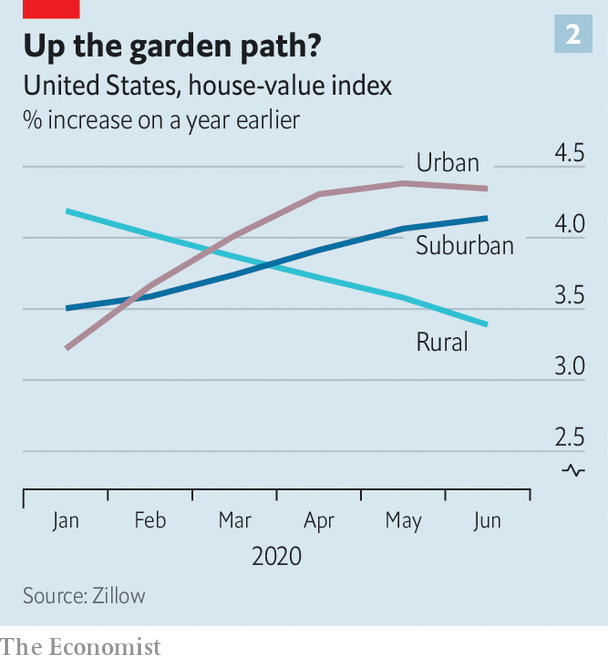 Up the garden path?
2
United States, house-value index
% increase on a year earlier
4.5
Urban
4.0
Suburban
3.5
Rural
3.0
2.5
Jan Feb Mar Apr May Jun
2020
Source: Zillow
The Economist